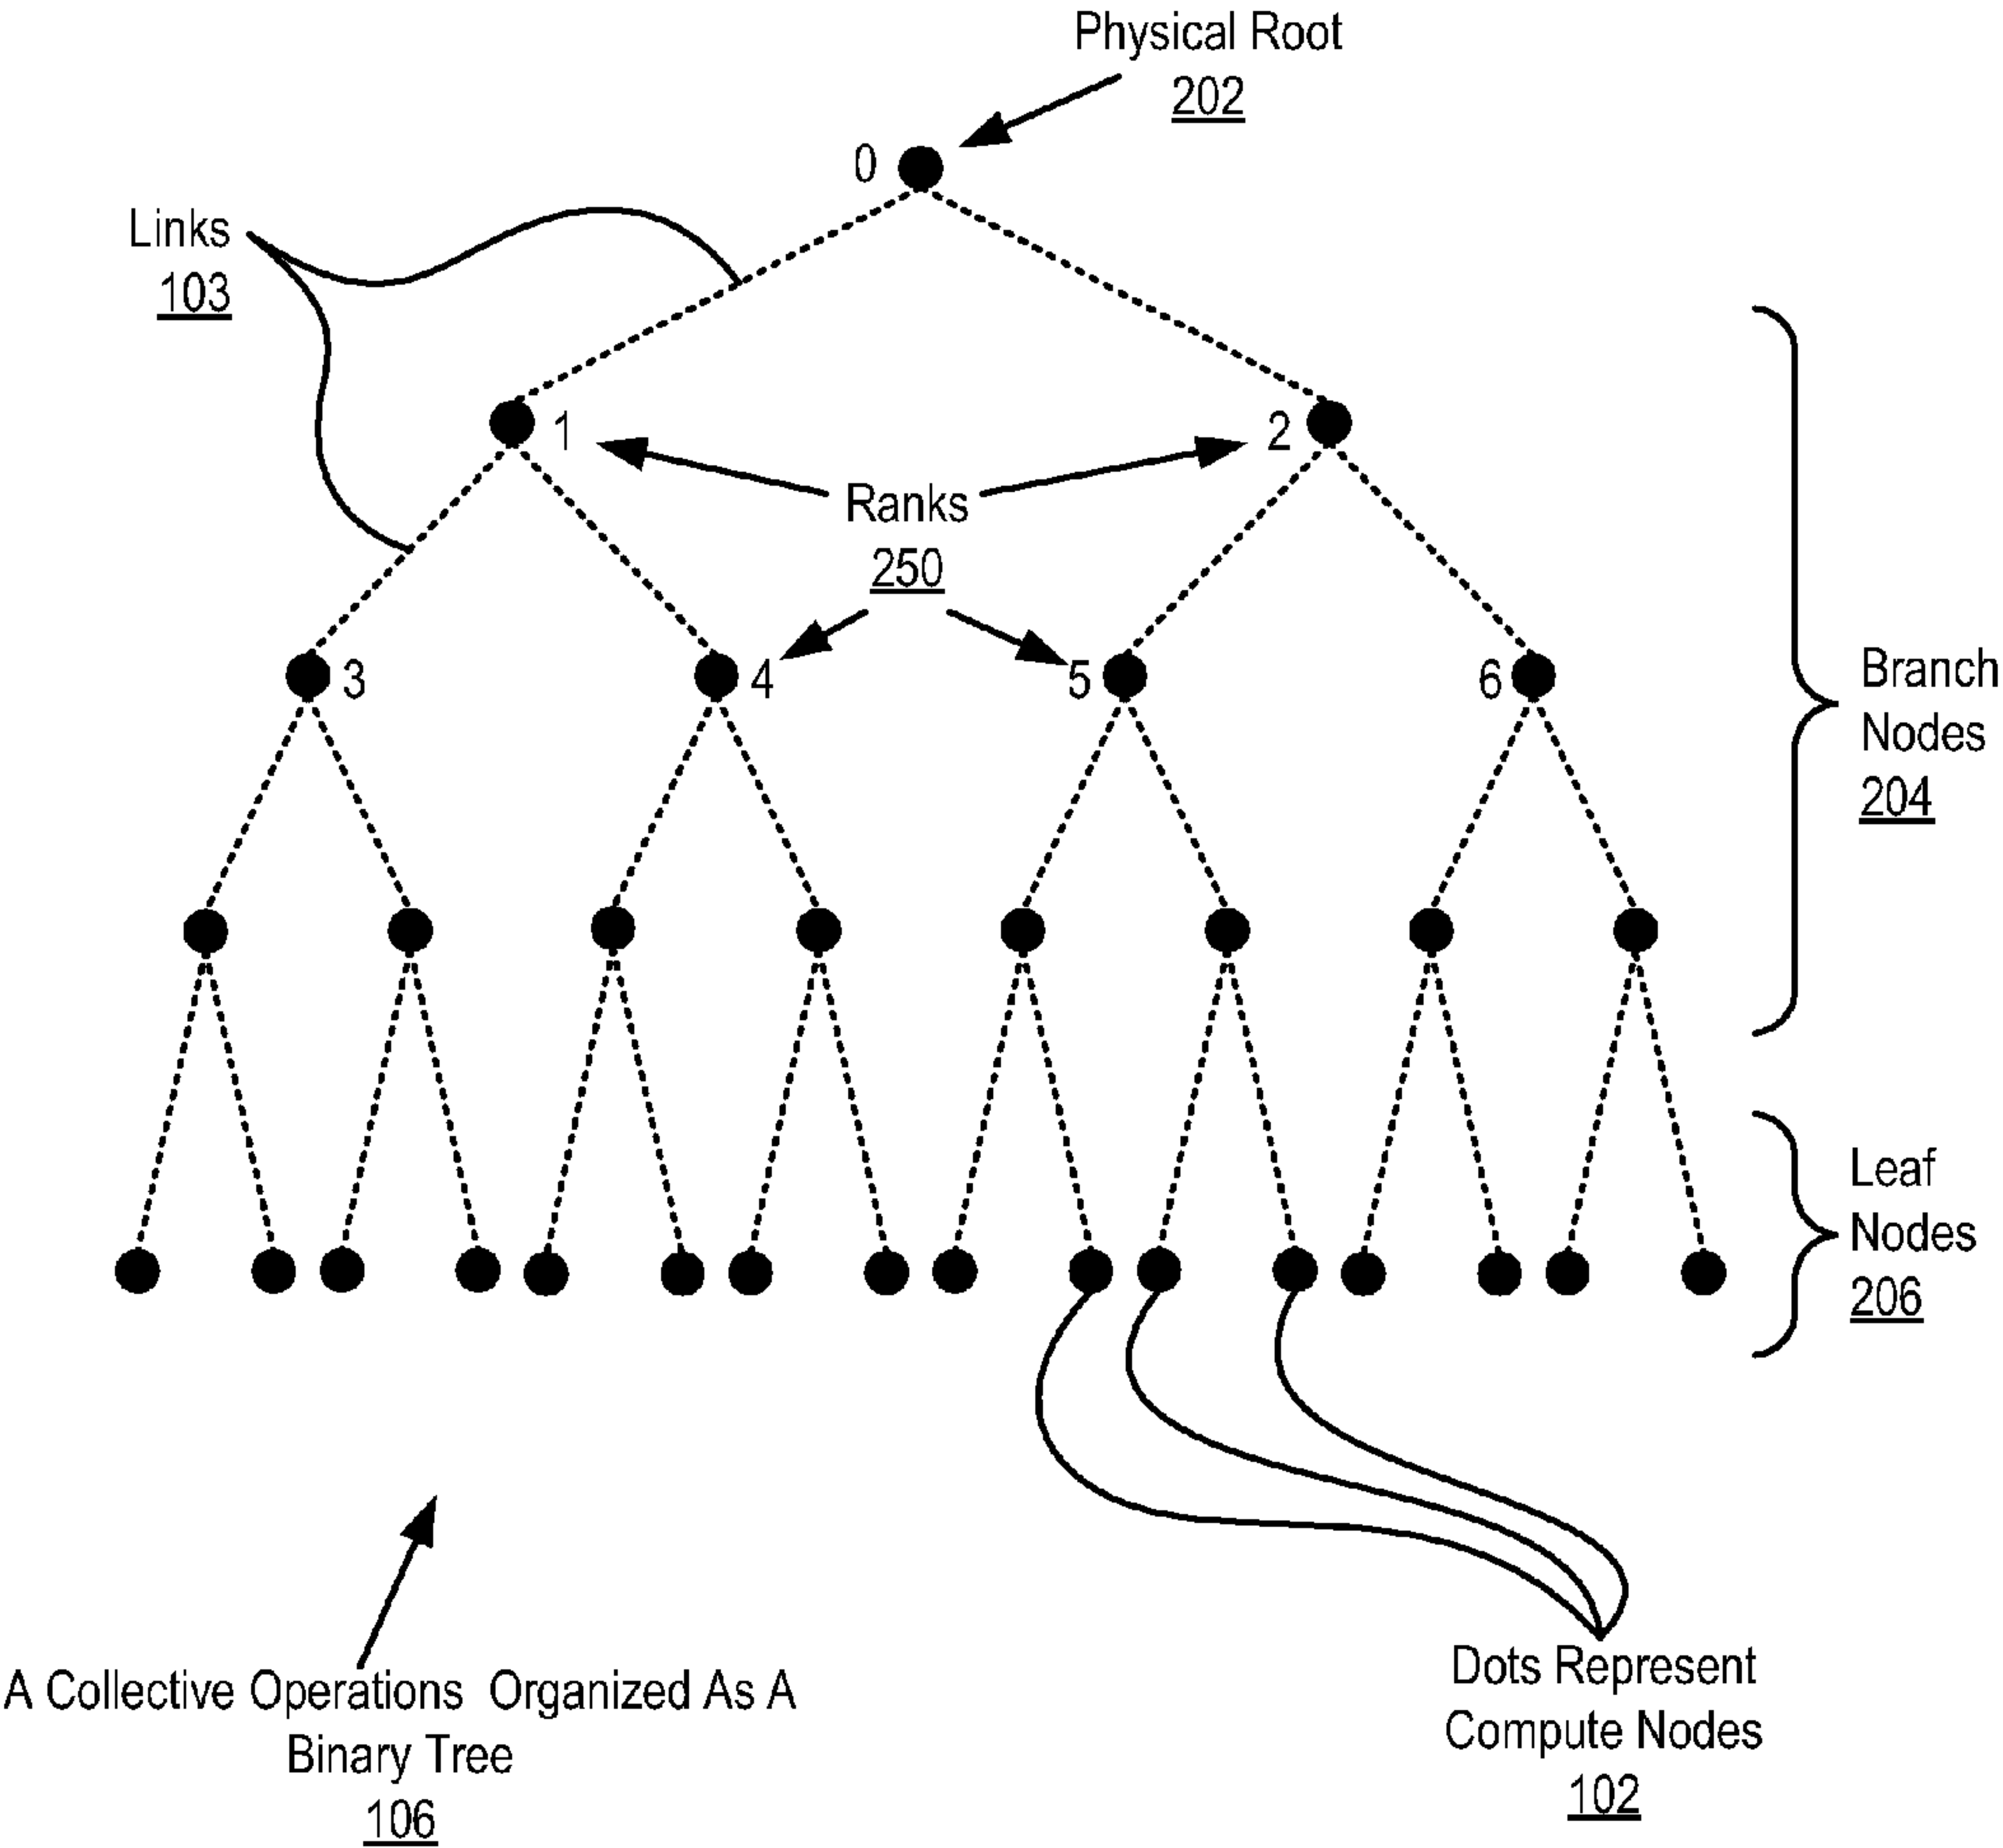 Physical Root
202
0
Links
103
1
2
Ranks
250
3
4
5
6
Branch
Nodes
204
Leaf
Nodes
206
A Collective Operations Organized As A
Binary Tree
106
Dots Represent
Compute Nodes
102